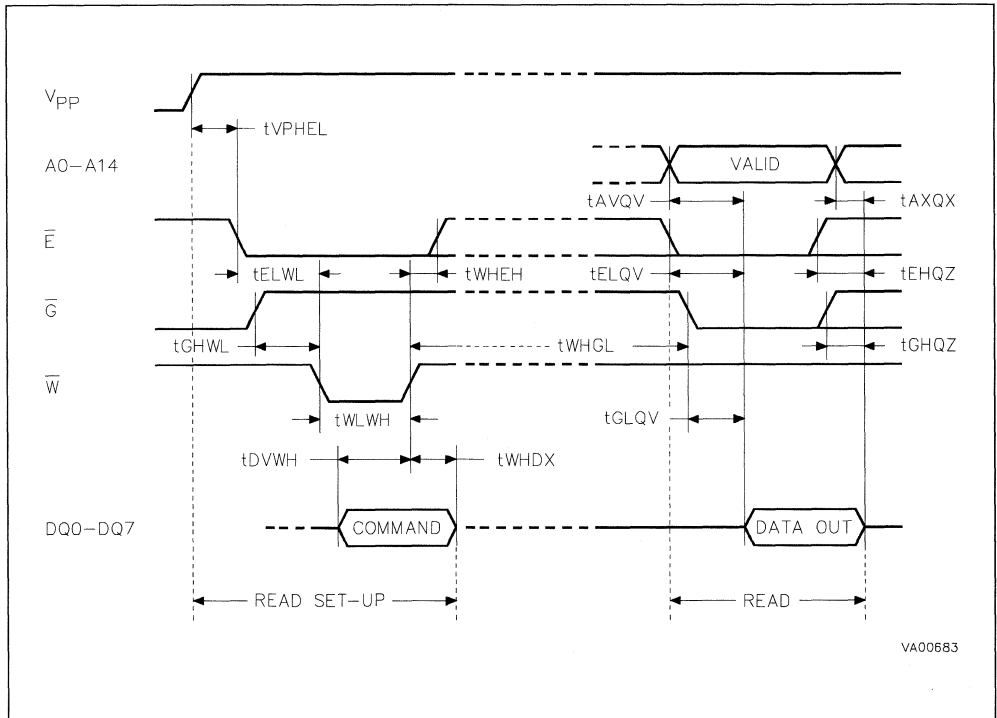 VPP
tVPHEL
A0-A14
VALID
tAVQV
tAXQX
E
tELWL
tWHEH
tELQV
tEHQZ
G
tGHWL
tWHGL
tGHQZ
W
tWLWH
tGLQV
tDVWH
tWHDX
DQ0-DQ7
COMMAND
DATA OUT
READ SET-UP
READ
VA00683